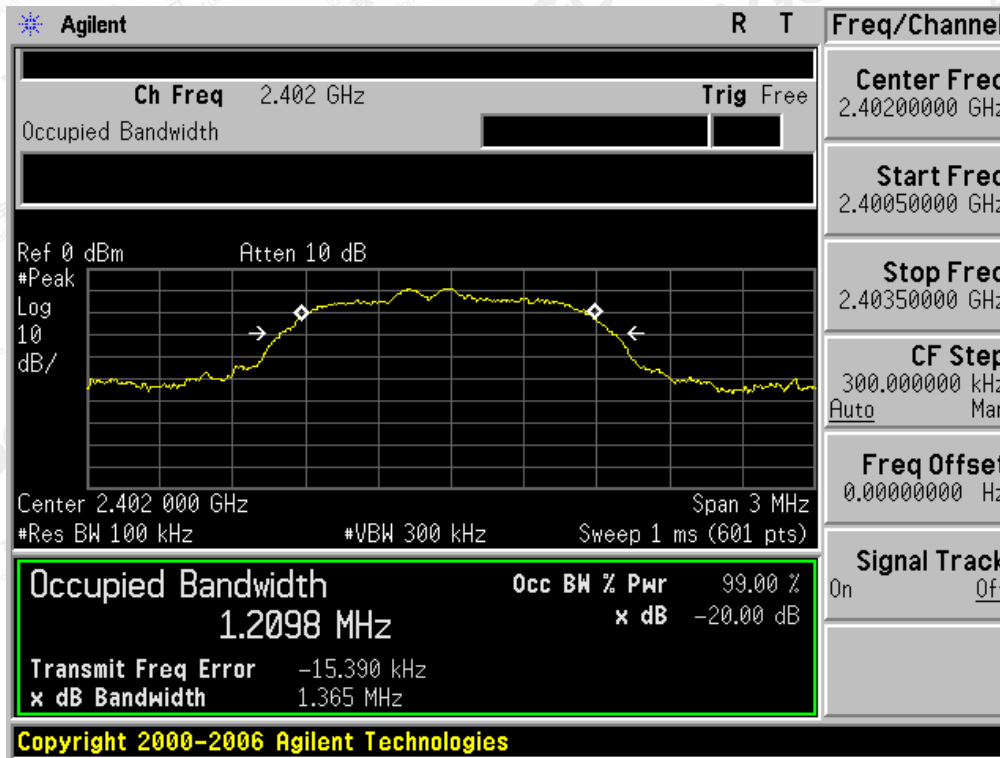 Agilent
R T
Freq/Channel
Ch Freq 2.402 GHz
Trig Free
Occupied Bandwidth
Center Freq
2.40200000 GHz
Start Freq
2.40050000 GHz
Stop Freq
2.40350000 GHz
CF Step
300.000000 kHz
Auto Man
Freq Offset
0.00000000 Hz
Signal Track
On Off
Ref 0 dBm
Atten 10 dB
#Peak
Log
10
dB/
Center 2.402 000 GHz
Span 3 MHz
#Res BW 100 kHz
#VBW 300 kHz
Sweep 1 ms (601 pts)
Occupied Bandwidth
1.2098 MHz
Occ BW % Pwr 99.00 %
x dB -20.00 dB
Transmit Freq Error -15.390 kHz
x dB Bandwidth 1.365 MHz
Copyright 2000-2006 Agilent Technologies